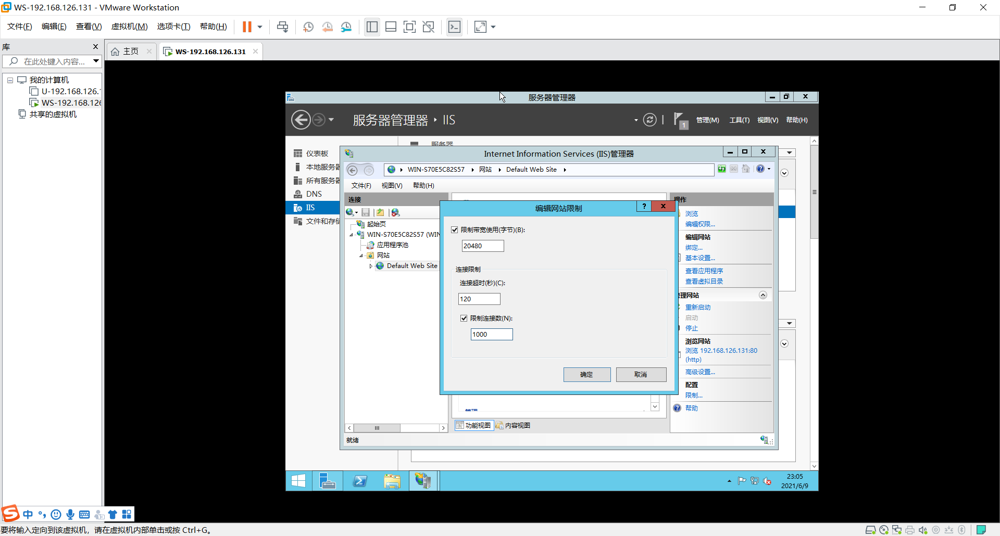 WS-192.168.126.131 - VMware Workstation
文件(F) 编辑(E) 查看(V) 虚拟机(M) 选项卡(T) 帮助(H)
库
主页 WS-192.168.126.131
在此处键入内容...
我的计算机
U-192.168.126.
WS-192.168.126
共享的虚拟机
服务器管理器
服务器管理器 IIS
1 管理(M) 工具(T) 视图(V) 帮助(H)
服务器
仪表板
本地服务器
所有服务器
DNS
IIS
文件和存储
Internet Information Services (IIS)管理器
WIN-S70E5C82S57 网站 Default Web Site
文件(F) 视图(V) 帮助(H)
连接
起始页
WIN-S70E5C82S57 (WIN
应用程序池
网站
Default Web Site
编辑网站限制
限制带宽使用(字节)(B):
20480
连接限制
连接超时(秒)(C):
120
限制连接数(N):
1000
确定 取消
管理
功能视图 内容视图
就绪
操作
浏览
编辑权限...
编辑网站
绑定...
基本设置...
查看应用程序
查看虚拟目录
管理网站
重新启动
启动
停止
浏览网站
浏览 192.168.126.131:80
(http)
高级设置...
配置
限制...
帮助
23:05
2021/6/9
中
要将输入定向到该虚拟机，请在虚拟机内部单击或按 Ctrl+G。